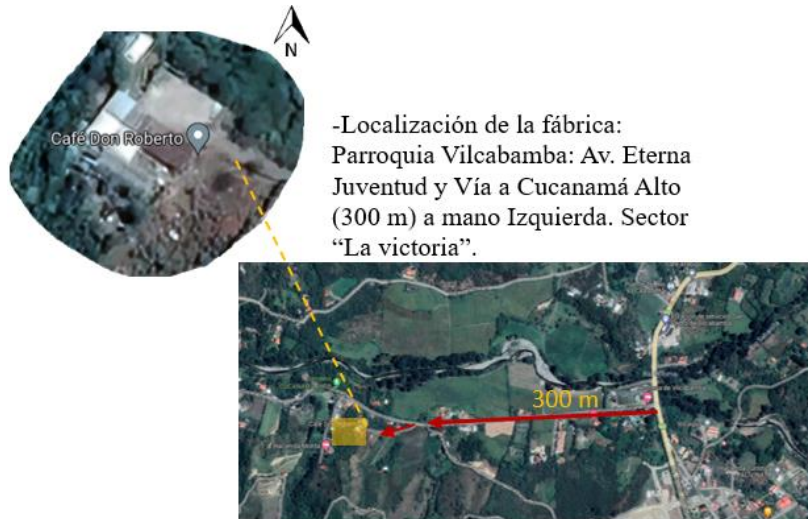 N
Café Don Roberto
-Localización de la fábrica:
Parroquia Vilcabamba: Av. Eterna
Juventud y Vía a Cucanamá Alto
(300 m) a mano Izquierda. Sector
“La victoria”.
300 m